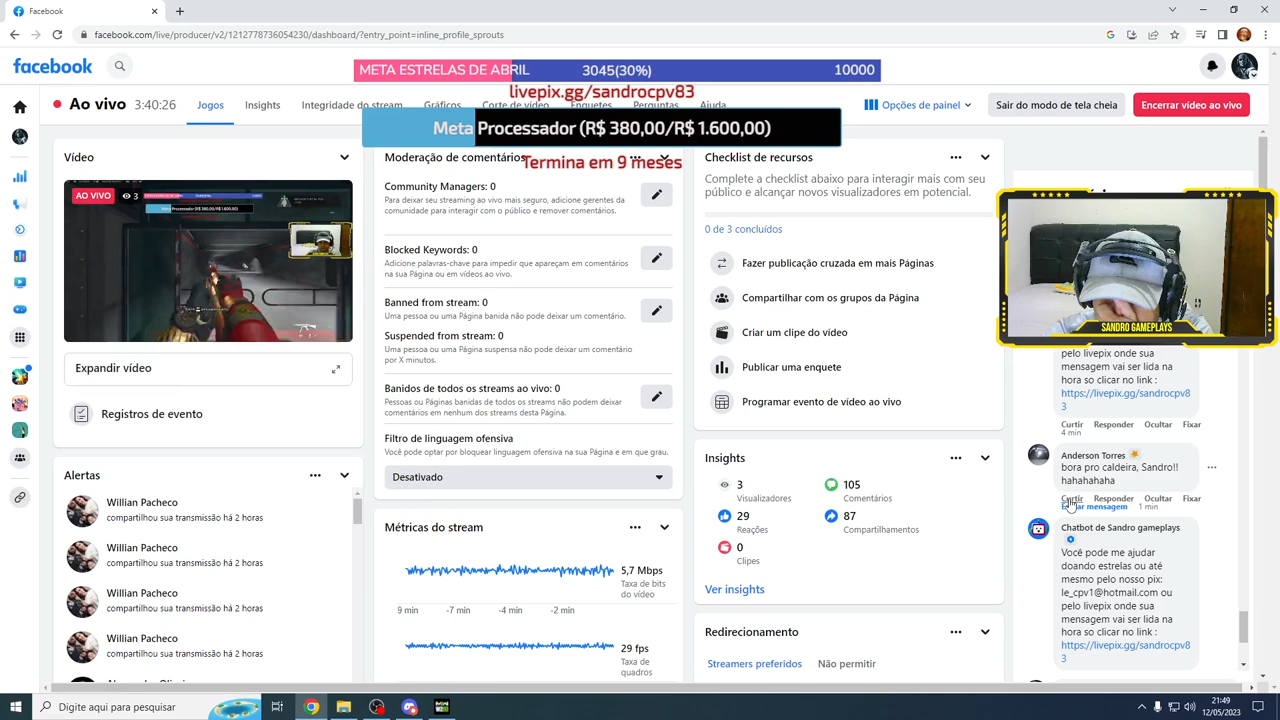 Facebook
facebook.com/live/producer/v2/1212778736054230/dashboard/?entry_point=inline_profile_sprouts
facebook
META ESTRELAS DE ABRIL 3045(30%) 10000
livepix.gg/sandrocpv83
Meta Processador (R$ 380,00/R$ 1.600,00)
Termina em 9 meses
Ao vivo 3:40:26
Jogos Insights Integridade do stream Gráficos Corte de vídeo Enquetes Perguntas Ajuda
Opções de painel
Sair do modo de tela cheia
Encerrar vídeo ao vivo
Vídeo
AO VIVO 3
Meta Processador (R$ 380,00/R$ 1.600,00)
Expandir vídeo
Registros de evento
Alertas
Willian Pacheco
compartilhou sua transmissão há 2 horas
Willian Pacheco
compartilhou sua transmissão há 2 horas
Willian Pacheco
compartilhou sua transmissão há 2 horas
Willian Pacheco
compartilhou sua transmissão há 2 horas
Moderação de comentários
Community Managers: 0
Para deixar seu streaming ao vivo mais seguro, adicione gerentes da
comunidade para interagir com o público e remover comentários.
Blocked Keywords: 0
Adicione palavras-chave para impedir que apareçam em comentários
na sua Página ou em vídeos ao vivo.
Banned from stream: 0
Uma pessoa ou uma Página banida não pode deixar um comentário.
Suspended from stream: 0
Uma pessoa ou uma Página suspensa não pode deixar um comentário
por X minutos.
Banidos de todos os streams ao vivo: 0
Pessoas ou Páginas banidas de todos os streams não podem deixar
comentários em nenhum dos streams desta Página.
Filtro de linguagem ofensiva
Você pode optar por bloquear linguagem ofensiva na sua Página e em que grau.
Desativado
Métricas do stream
5,7 Mbps
Taxa de bits
do vídeo
9 min -7 min -4 min -2 min
29 fps
Taxa de
quadros
Checklist de recursos
Complete a checklist abaixo para interagir mais com seu
público e alcançar novos visualizadores em potencial.
0 de 3 concluídos
Fazer publicação cruzada em mais Páginas
Compartilhar com os grupos da Página
Criar um clipe do vídeo
Publicar uma enquete
Programar evento de vídeo ao vivo
Insights
3
Visualizadores
105
Comentários
29
Reações
87
Compartilhamentos
0
Clipes
Ver insights
Redirecionamento
Streamers preferidos Não permitir
SANDRO GAMEPLAYS
pelo livepix onde sua
mensagem vai ser lida na
hora so clicar no link :
https://livepix.gg/sandrocpv8
3
Curtir Responder Ocultar Fixar
4 min
Anderson Torres
bora pro caldeira, Sandro!!
hahahahaha
Curtir Responder Ocultar Fixar
mensagem 1 min
Chatbot de Sandro gameplays
Você pode me ajudar
doando estrelas ou até
mesmo pelo nosso pix:
le_cpv1@hotmail.com ou
pelo livepix onde sua
mensagem vai ser lida na
hora so clicar no link :
https://livepix.gg/sandrocpv8
3
Digite aqui para pesquisar
21:49
12/05/2023